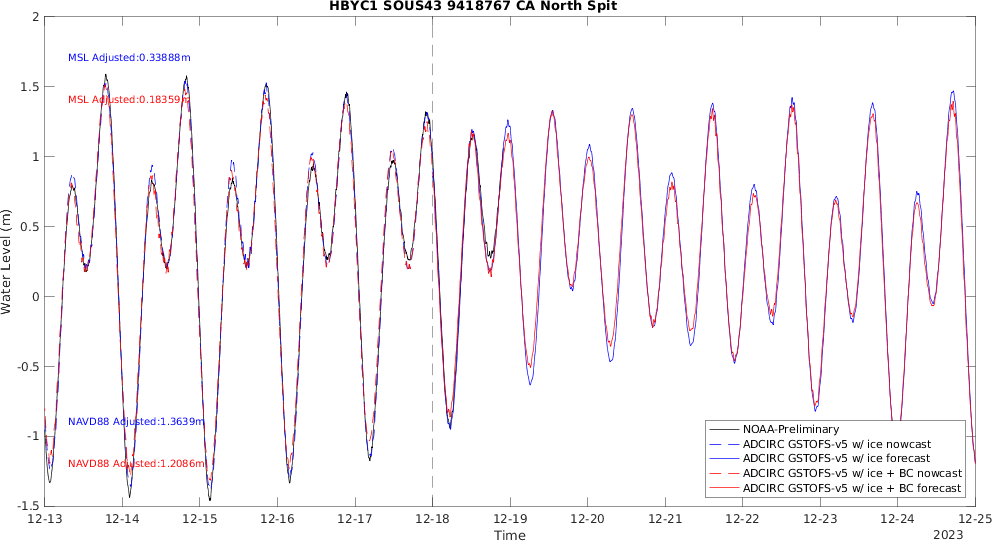 HBYC1 SOUS43 9418767 CA North Spit
2
1.5
1
0.5
0
-0.5
-1
-1.5
Water Level (m)
MSL Adjusted:0.33888m
MSL Adjusted:0.18359m
NAVD88 Adjusted:1.3639m
NAVD88 Adjusted:1.2086m
NOAA-Preliminary
ADCIRC GSTOFS-v5 w/ ice nowcast
ADCIRC GSTOFS-v5 w/ ice forecast
ADCIRC GSTOFS-v5 w/ ice + BC nowcast
ADCIRC GSTOFS-v5 w/ ice + BC forecast
12-13 12-14 12-15 12-16 12-17 12-18 12-19 12-20 12-21 12-22 12-23 12-24 12-25
Time
2023